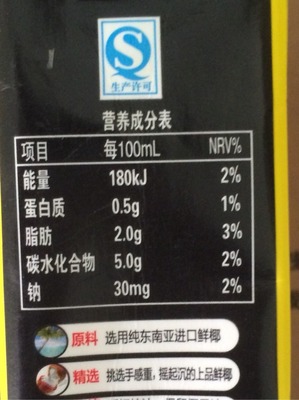 生产许可
营养成分表
项目 每100mL NRV%
能量 180kJ 2%
蛋白质 0.5g 1%
脂肪 2.0g 3%
碳水化合物 5.0g 2%
钠 30mg 2%
原料 选用纯东南亚进口鲜椰
精选 挑选手感重，摇起沉的上品鲜椰